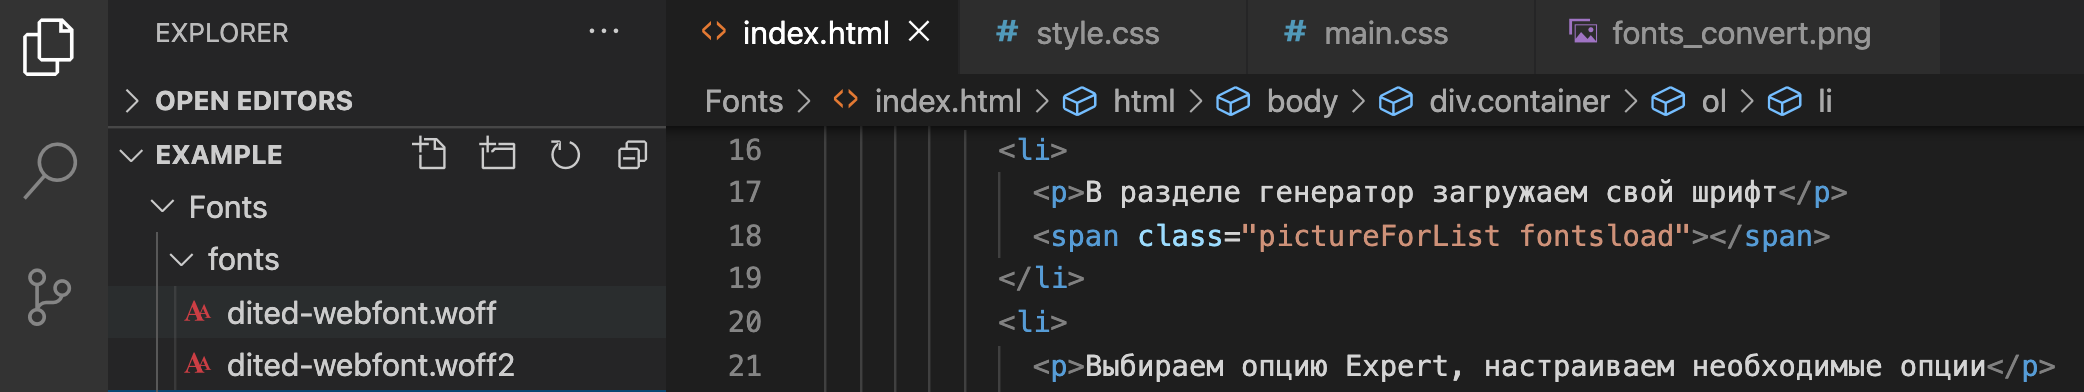 EXPLORER ...
OPEN EDITORS
EXAMPLE
Fonts
fonts
dited-webfont.woff
dited-webfont.woff2
<> index.html × # style.css # main.css fonts_convert.png
Fonts > <> index.html > html > body > div.container > ol > li
16 <li>
17 <p>В разделе генератор загружаем свой шрифт</p>
18 <span class="pictureForList fontsload"></span>
19 </li>
20 <li>
21 <p>Выбираем опцию Expert, настраиваем необходимые опции</p>